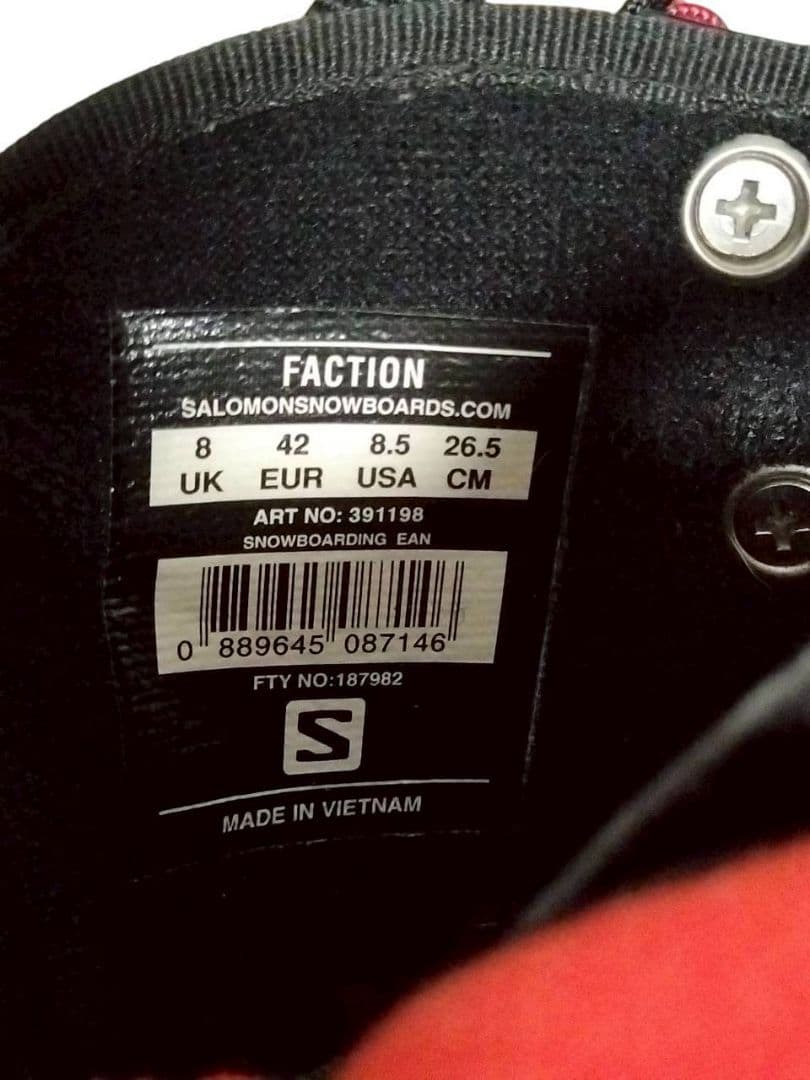 FACTION
SALOMONSNOWBOARDS.COM
8 42 8.5 26.5
UK EUR USA CM
ART NO: 391198
SNOWBOARDING EAN
0 889645 087146
FTY NO:187982
S
MADE IN VIETNAM